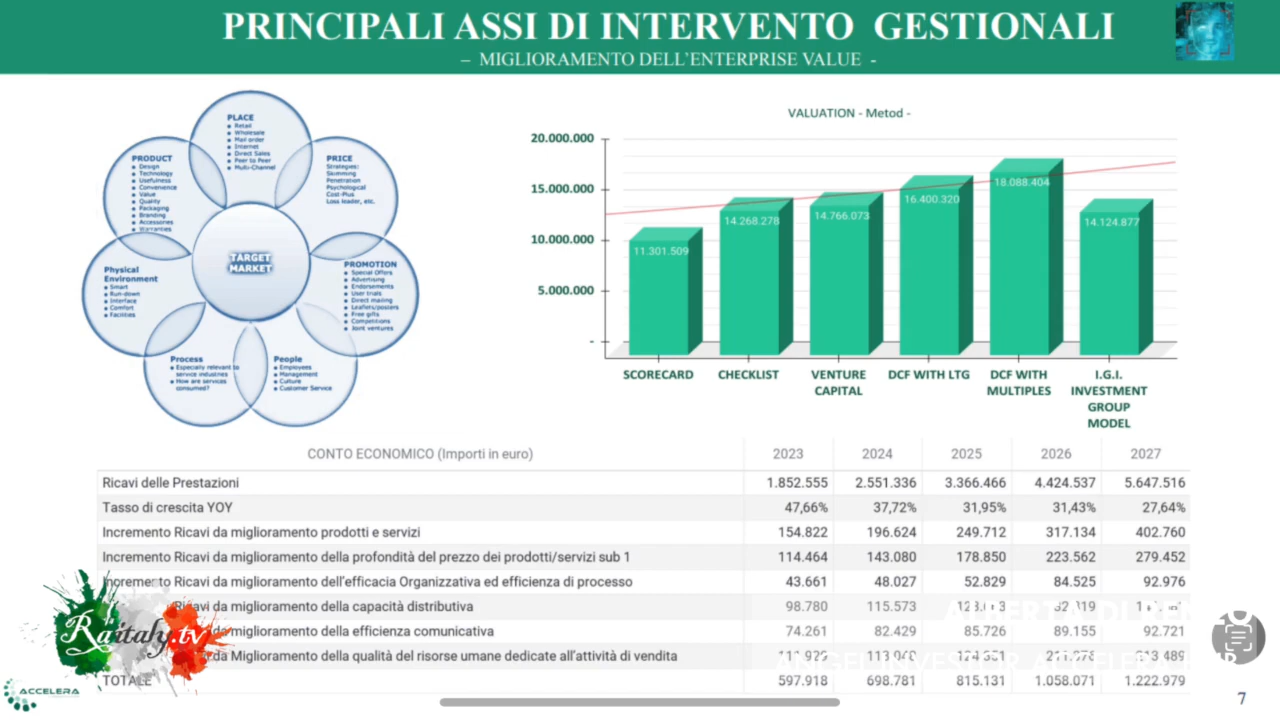 PRINCIPALI ASSI DI INTERVENTO GESTIONALI
– MIGLIORAMENTO DELL'ENTERPRISE VALUE -
PLACE
Retail
Wholesale
Mail order
Internet
Direct Sales
Peer to Peer
Multi-Channel
PRODUCT
Design
Technology
Usefulness
Convenience
Value
Quality
Packaging
Branding
Accessories
Warranties
PRICE
Strategies:
Skimming
Penetration
Psychological
Cost-Plus
Loss leader, etc.
TARGET
MARKET
Physical
Environment
Smart
Run-down
Interface
Comfort
Facilities
PROMOTION
Special Offers
Advertising
Endorsements
User trials
Direct mailing
Leaflets/posters
Free gifts
Competitions
Joint ventures
Process
Especially relevant to
service industries
How are services
consumed?
People
Employees
Management
Culture
Customer Service
VALUATION - Metod -
20.000.000
15.000.000
10.000.000
5.000.000
-
11.301.509
14.268.278
14.766.073
16.400.320
18.088.404
14.124.877
SCORECARD
CHECKLIST
VENTURE
CAPITAL
DCF WITH LTG
DCF WITH
MULTIPLES
I.G.I.
INVESTMENT
GROUP
MODEL
CONTO ECONOMICO (Importi in euro) 2023 2024 2025 2026 2027
Ricavi delle Prestazioni 1.852.555 2.551.336 3.366.466 4.424.537 5.647.516
Tasso di crescita YOY 47,66% 37,72% 31,95% 31,43% 27,64%
Incremento Ricavi da miglioramento prodotti e servizi 154.822 196.624 249.712 317.134 402.760
Incremento Ricavi da miglioramento della profondità del prezzo dei prodotti/servizi sub 1 114.464 143.080 178.850 223.562 279.452
Incremento Ricavi da miglioramento dell'efficacia Organizzativa ed efficienza di processo 43.661 48.027 52.829 84.525 92.976
Ricavi da miglioramento della capacità distributiva 98.780 115.573
da miglioramento della efficienza comunicativa 74.261 82.429 85.726 89.155 92.721
da Miglioramento della qualità del risorse umane dedicate all'attività di vendita
TOTALE 597.918 698.781 815.131 1.058.071 1.222.979
Raitaly.tv
ANGEL INVESTOR ACCELERA
ACCELERA
7